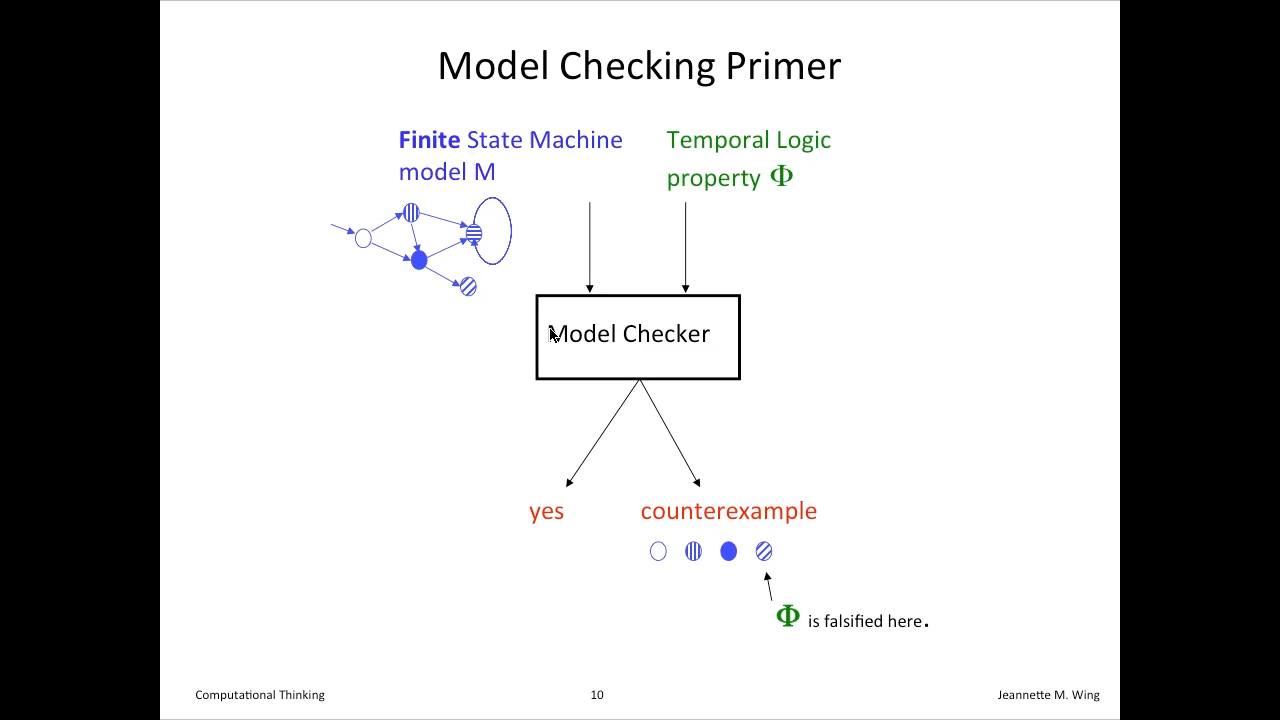 Model Checking Primer
Finite State Machine
model M
Temporal Logic
property Φ
Model Checker
yes
counterexample
Φ is falsified here.
Computational Thinking
10
Jeannette M. Wing